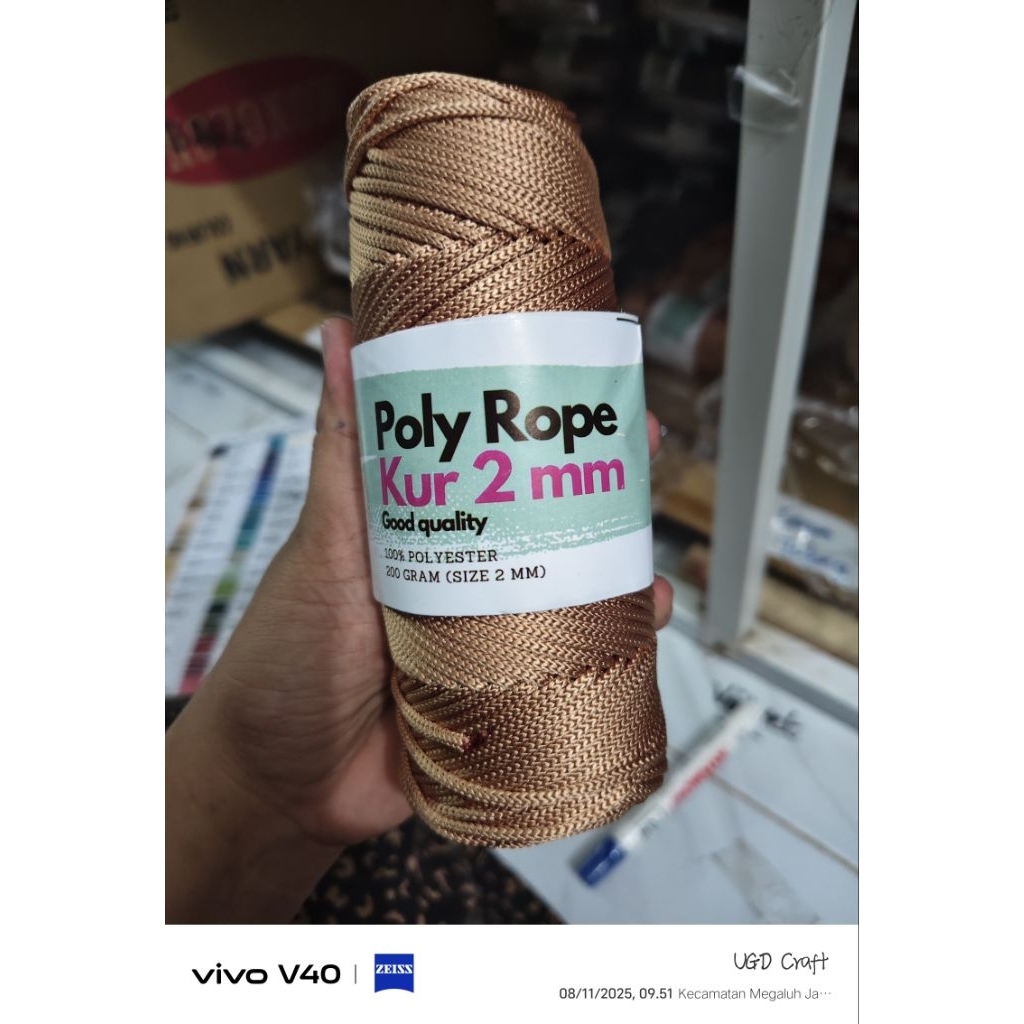 YARN
Poly Rope
Kur 2 mm
Good quality
100% POLYESTER
200 GRAM (SIZE 2 MM)
vivo V40
ZEISS
UGD Craft
08/11/2025, 09.51 Kecamatan Megaluh Ja…